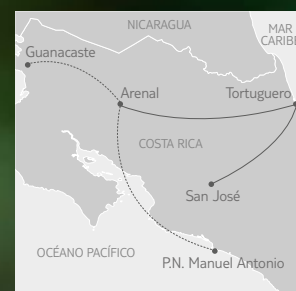 NICARAGUA
MAR
CARIBE
Guanacaste
Arenal
Tortuguero
COSTA RICA
San José
OCÉANO PACÍFICO
P.N. Manuel Antonio